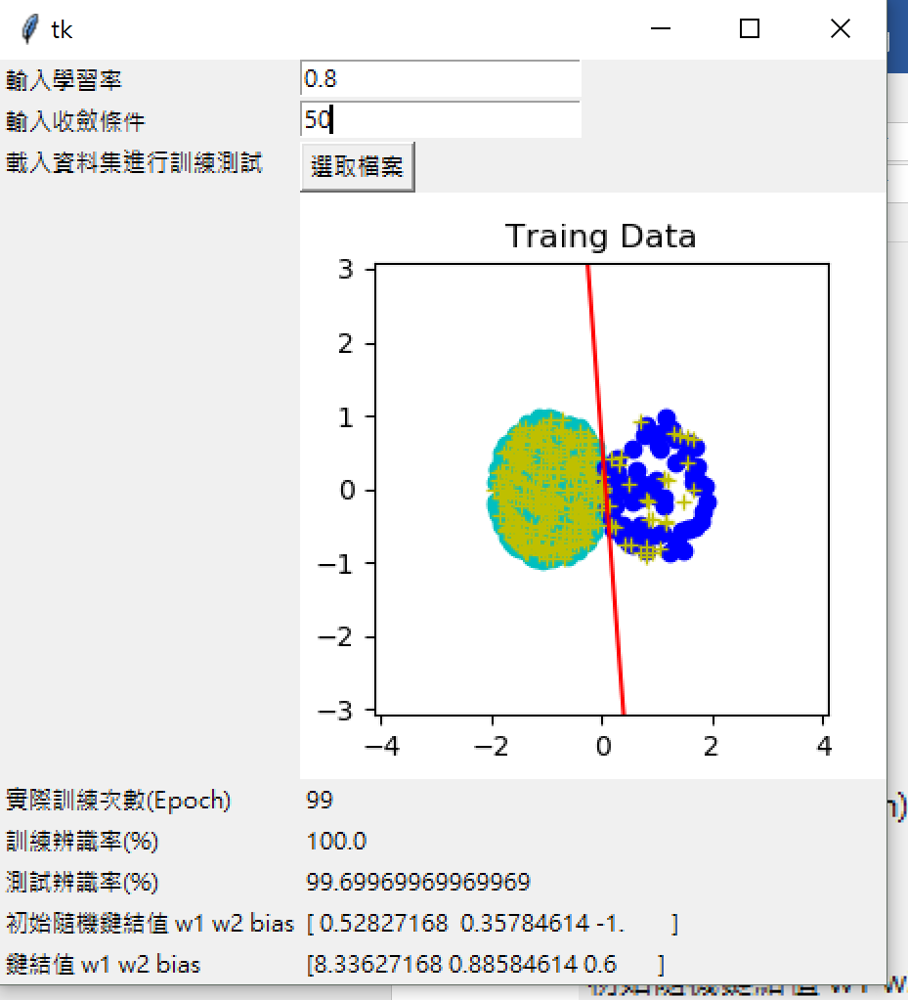 tk
輸入學習率 0.8
輸入收斂條件 50
載入資料集進行訓練測試 選取檔案
Traing Data
3
2
1
0
−1
−2
−3
−4 −2 0 2 4
實際訓練次數(Epoch) 99
訓練辨識率(%) 100.0
測試辨識率(%) 99.69969969969969
初始隨機鍵結值 w1 w2 bias [ 0.52827168 0.35784614 -1. ]
鍵結值 w1 w2 bias [8.33627168 0.88584614 0.6 ]